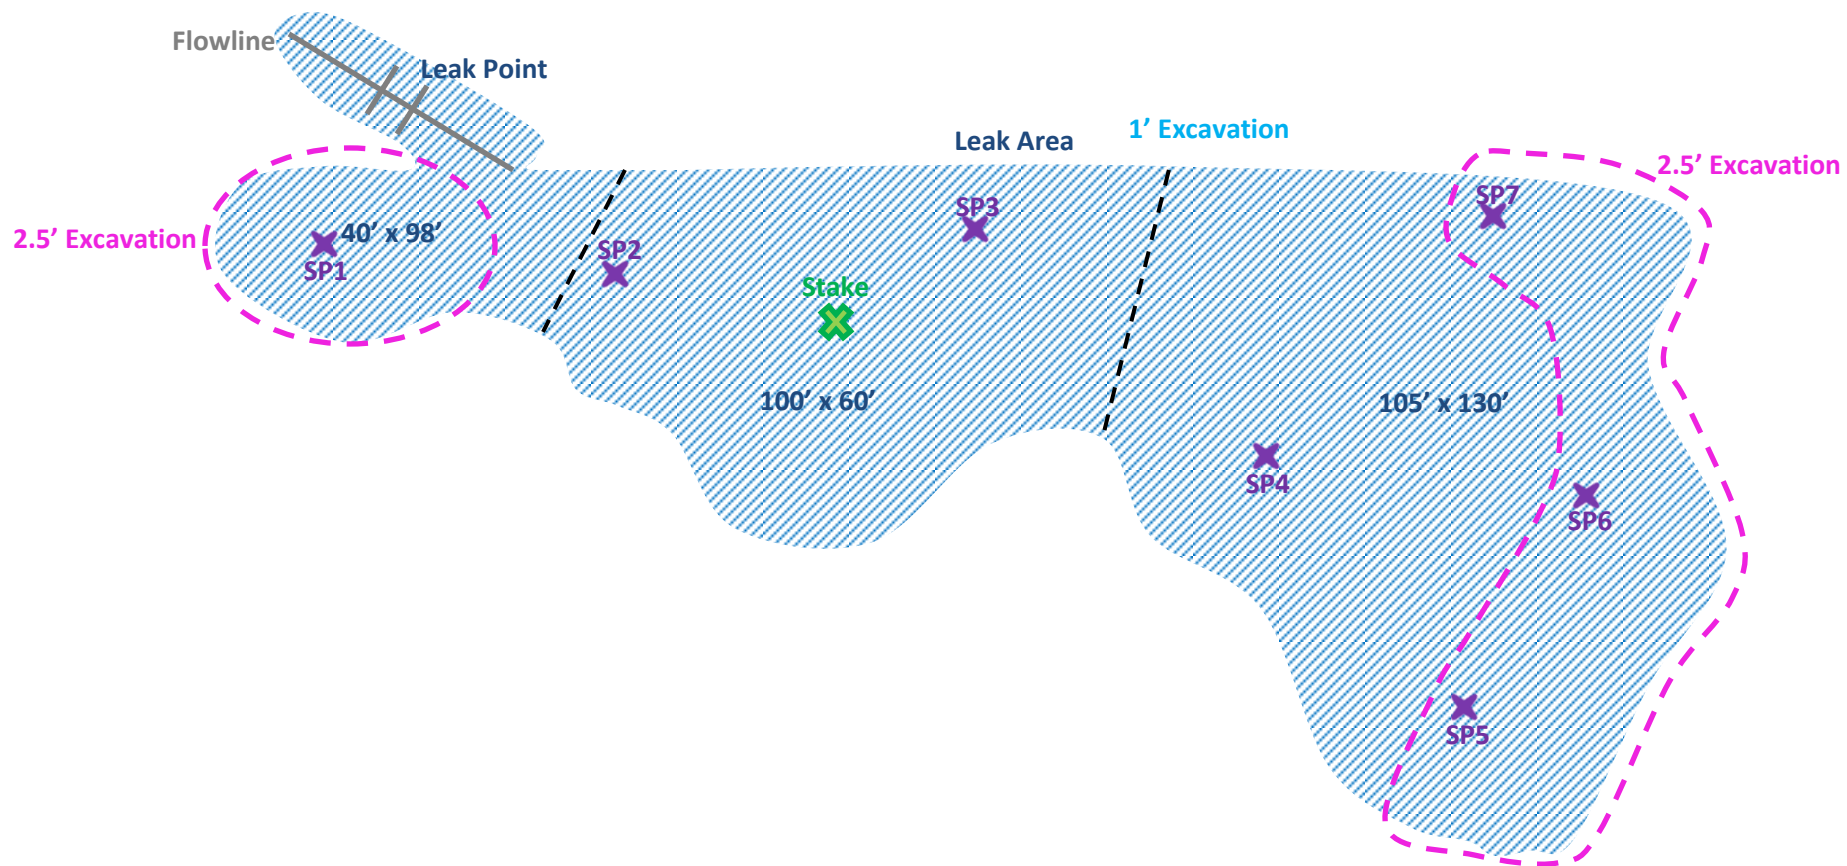 Flowline
Leak Point
Leak Area
1’ Excavation
2.5’ Excavation
SP7
SP3
40’ x 98’
2.5’ Excavation
SP2
SP1
Stake
100’ x 60’
105’ x 130’
SP4
SP6
SP5